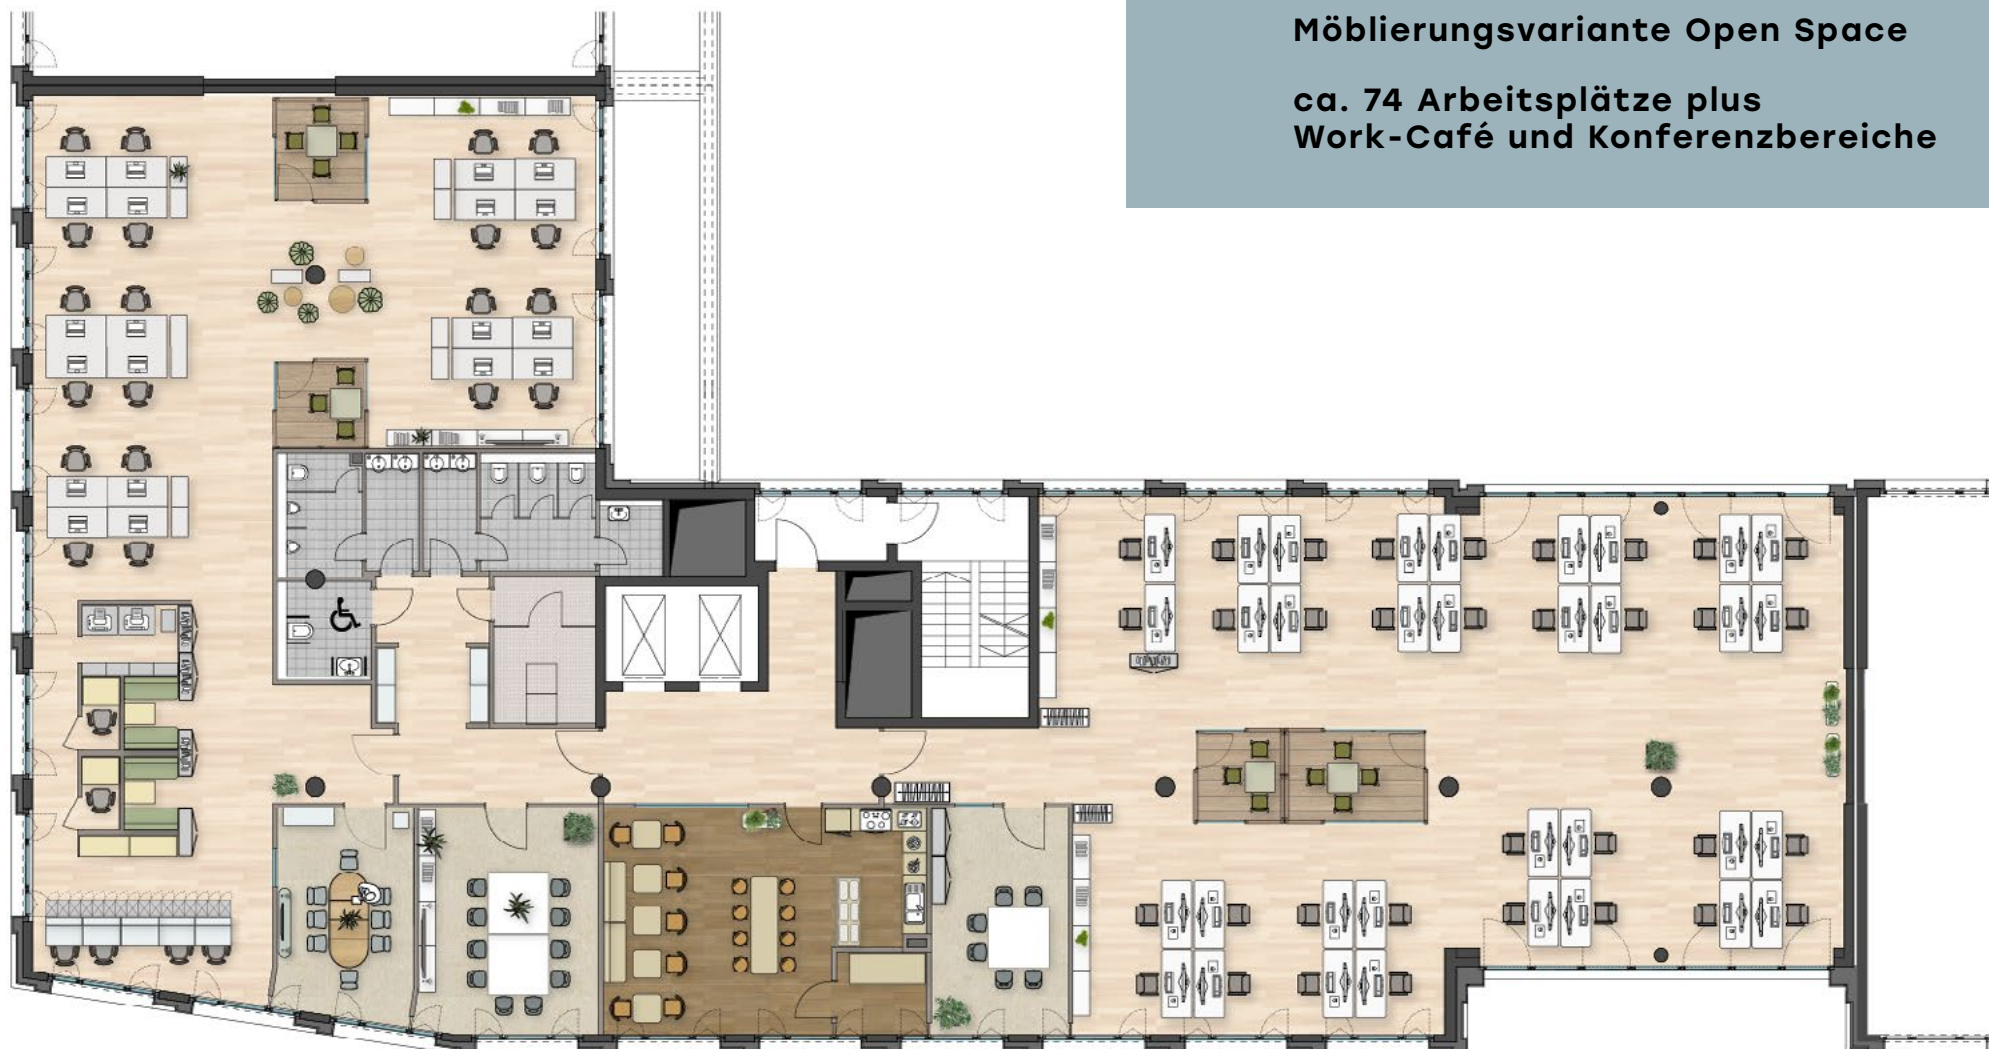 Möblierungsvariante Open Space
ca. 74 Arbeitsplätze plus
Work-Café und Konferenzbereiche